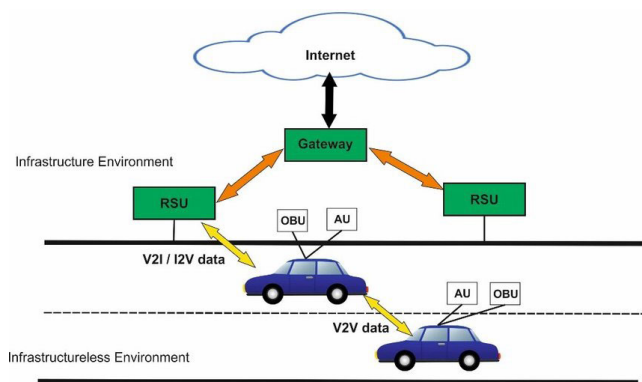 Internet
Gateway
Infrastructure Environment
RSU
RSU
OBU
AU
V2I / I2V data
AU
OBU
V2V data
Infrastructureless Environment